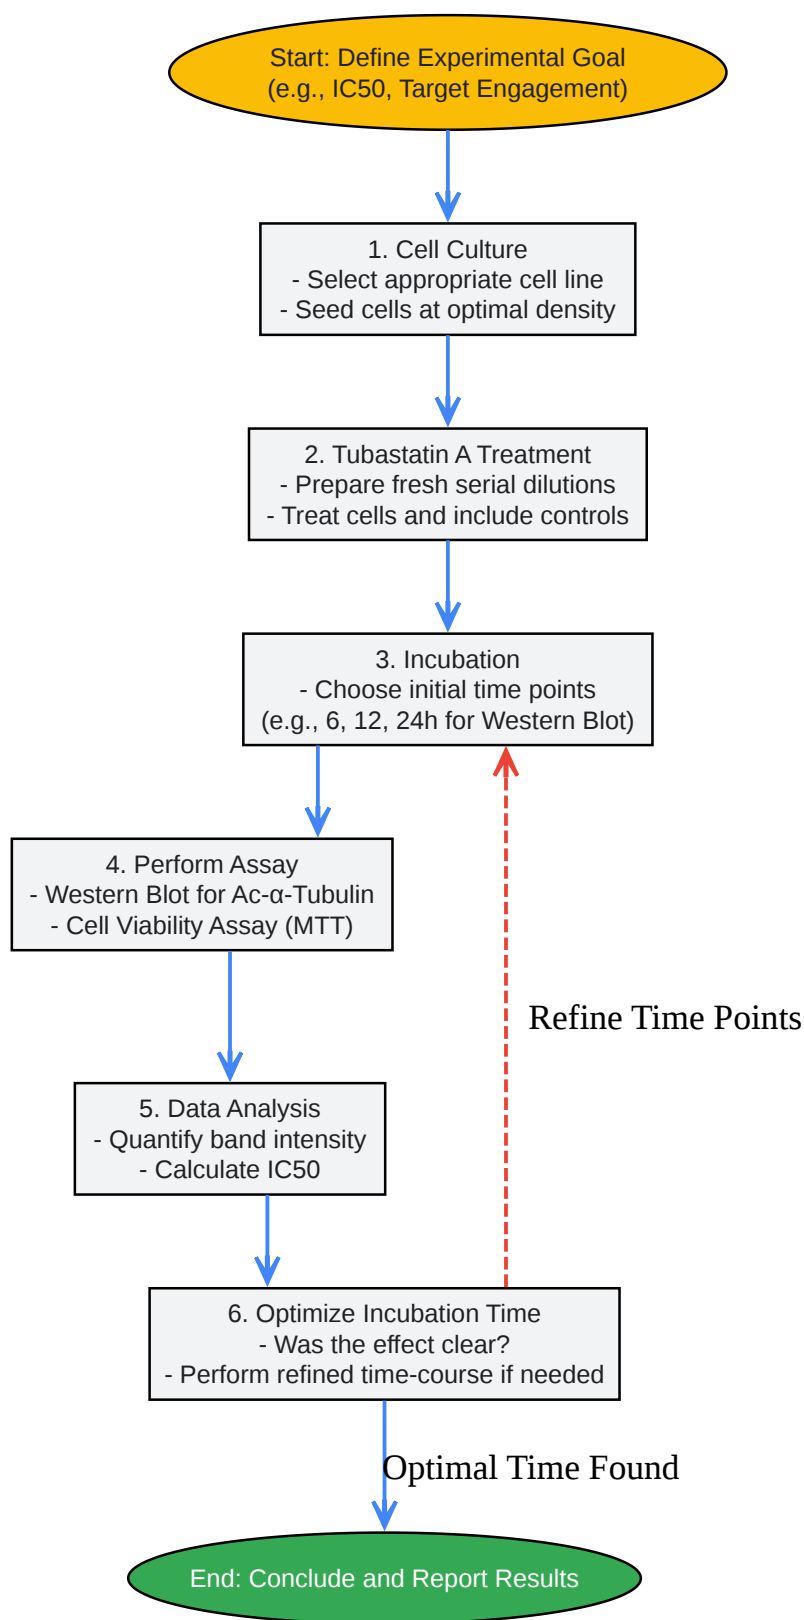 Start: Define Experimental Goal
(e.g., IC50, Target Engagement)
1. Cell Culture
- Select appropriate cell line
- Seed cells at optimal density
2. Tubastatin A Treatment
- Prepare fresh serial dilutions
- Treat cells and include controls
3. Incubation
- Choose initial time points
(e.g., 6, 12, 24h for Western Blot)
4. Perform Assay
- Western Blot for Ac-α-Tubulin
- Cell Viability Assay (MTT)
Refine Time Points
5. Data Analysis
- Quantify band intensity
- Calculate IC50
6. Optimize Incubation Time
- Was the effect clear?
- Perform refined time-course if needed
Optimal Time Found
End: Conclude and Report Results